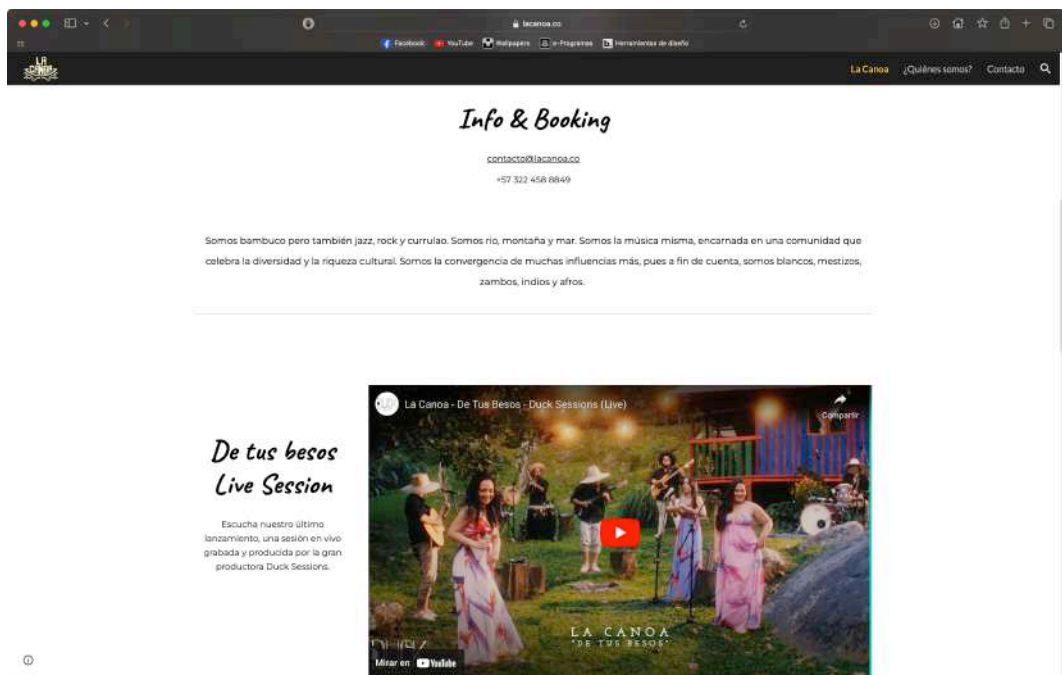 lacanoa.co
Facebook YouTube Wallpapers e-Programas Herramientas de diseño
LA CANOA
La Canoa ¿Quiénes somos? Contacto
Info & Booking
contacto@lacanoa.co
+57 322 458 8849
Somos bambuco pero también jazz, rock y currulao. Somos rio, montaña y mar. Somos la música misma, encarnada en una comunidad que
celebra la diversidad y la riqueza cultural. Somos la convergencia de muchas influencias más, pues a fin de cuenta, somos blancos, mestizos,
zambos, indios y afros.
La Canoa - De Tus Besos - Duck Sessions (Live)
Compartir
De tus besos
Live Session
Escucha nuestro último
lanzamiento, una sesión en vivo
grabada y producida por la gran
productora Duck Sessions.
LA CANOA
"DE TUS BESOS"
DUCK
Mirar en YouTube